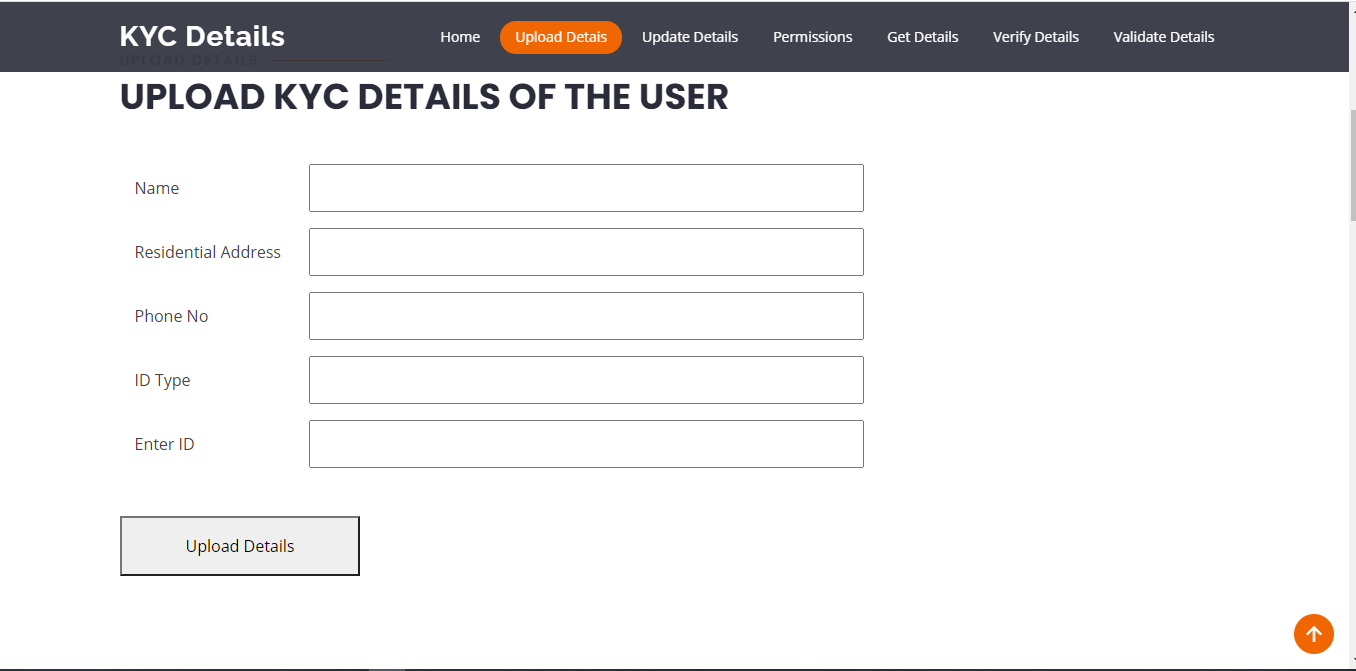 KYC Details
Home Upload Detais Update Details Permissions Get Details Verify Details Validate Details
UPLOAD DETAILS
UPLOAD KYC DETAILS OF THE USER
Name
Residential Address
Phone No
ID Type
Enter ID
Upload Details